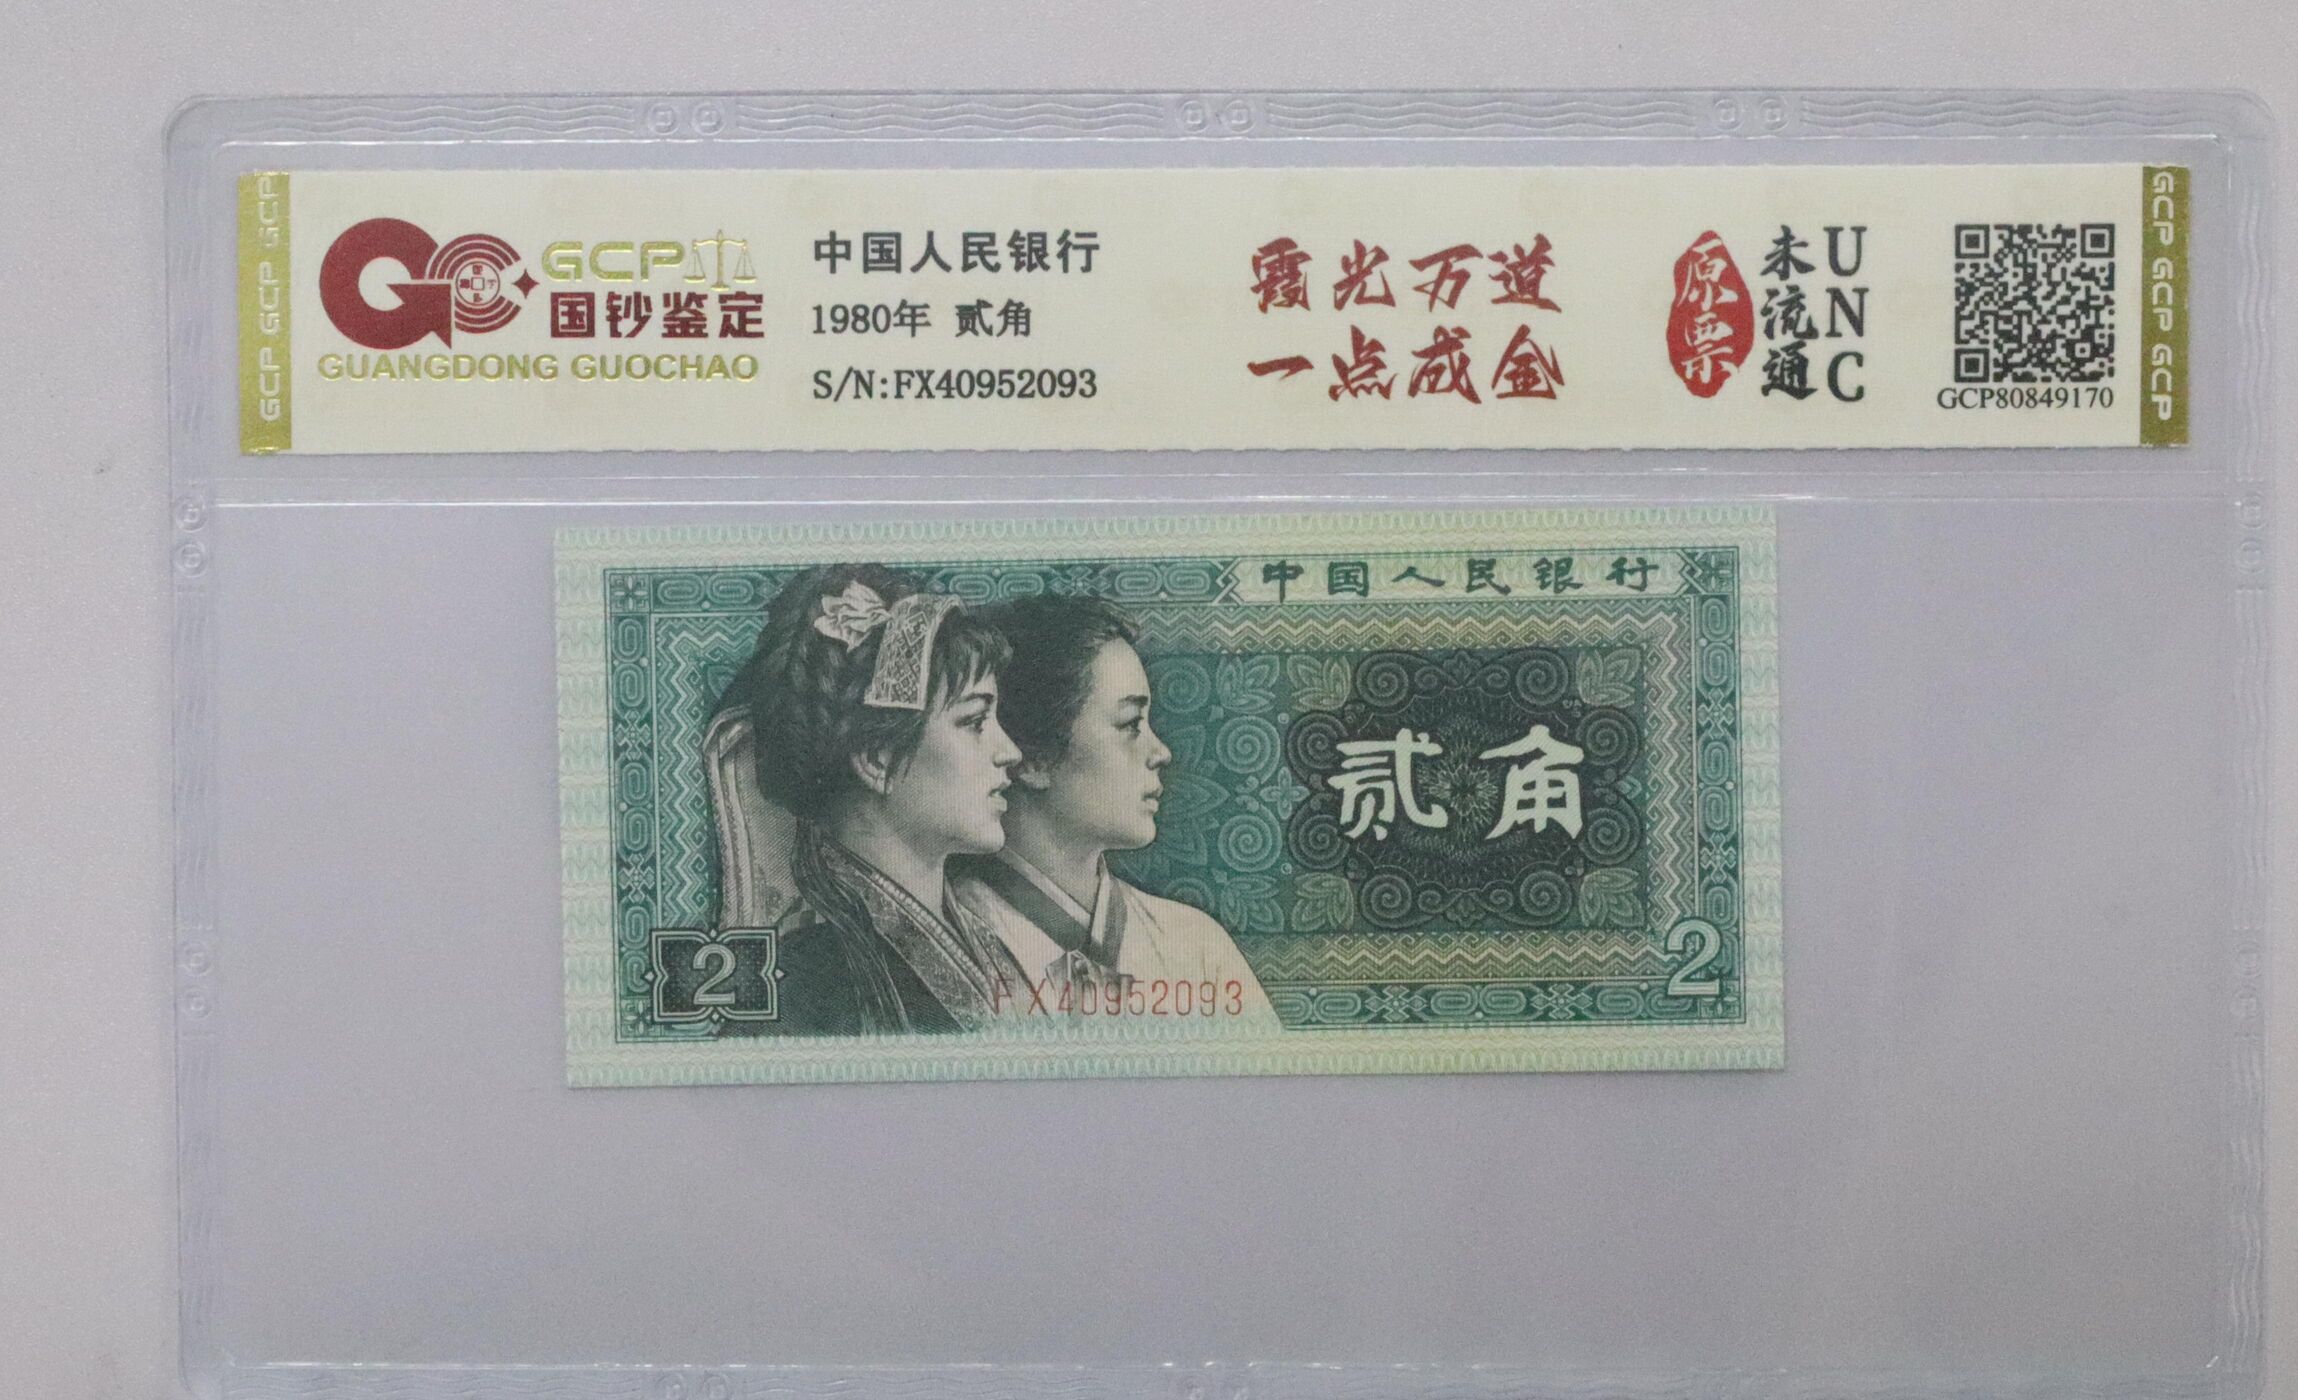 GCP GCP GCP
GCP
国钞鉴定
GUANGDONG GUOCHAO
中国人民银行
1980年 贰角
S/N:FX40952093
霞光万道
一点成金
原票
未流通
UNC
GCP80849170
GCP GCP GCP
中国人民银行
贰角
2
2
FX40952093